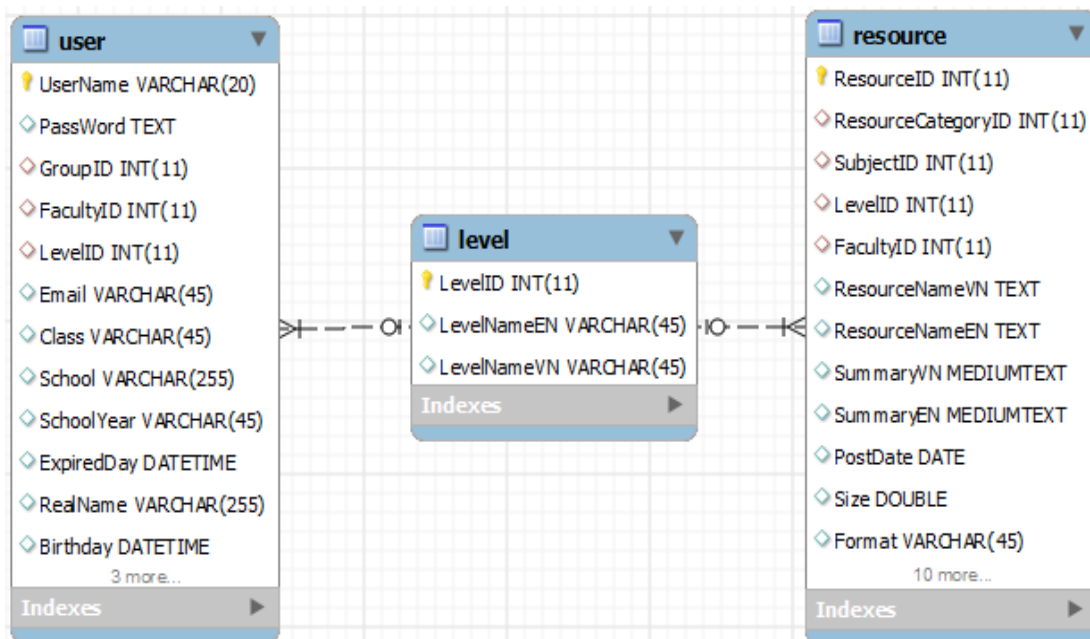 user
UserName VARCHAR(20)
PassWord TEXT
GroupID INT(11)
FacultyID INT(11)
LevelID INT(11)
Email VARCHAR(45)
Class VARCHAR(45)
School VARCHAR(255)
SchoolYear VARCHAR(45)
ExpiredDay DATETIME
RealName VARCHAR(255)
Birthday DATETIME
3 more...
Indexes
level
LevelID INT(11)
LevelNameEN VARCHAR(45)
LevelNameVN VARCHAR(45)
Indexes
resource
ResourceID INT(11)
ResourceCategoryID INT(11)
SubjectID INT(11)
LevelID INT(11)
FacultyID INT(11)
ResourceNameVN TEXT
ResourceNameEN TEXT
SummaryVN MEDIUMTEXT
SummaryEN MEDIUMTEXT
PostDate DATE
Size DOUBLE
Format VARCHAR(45)
10 more...
Indexes